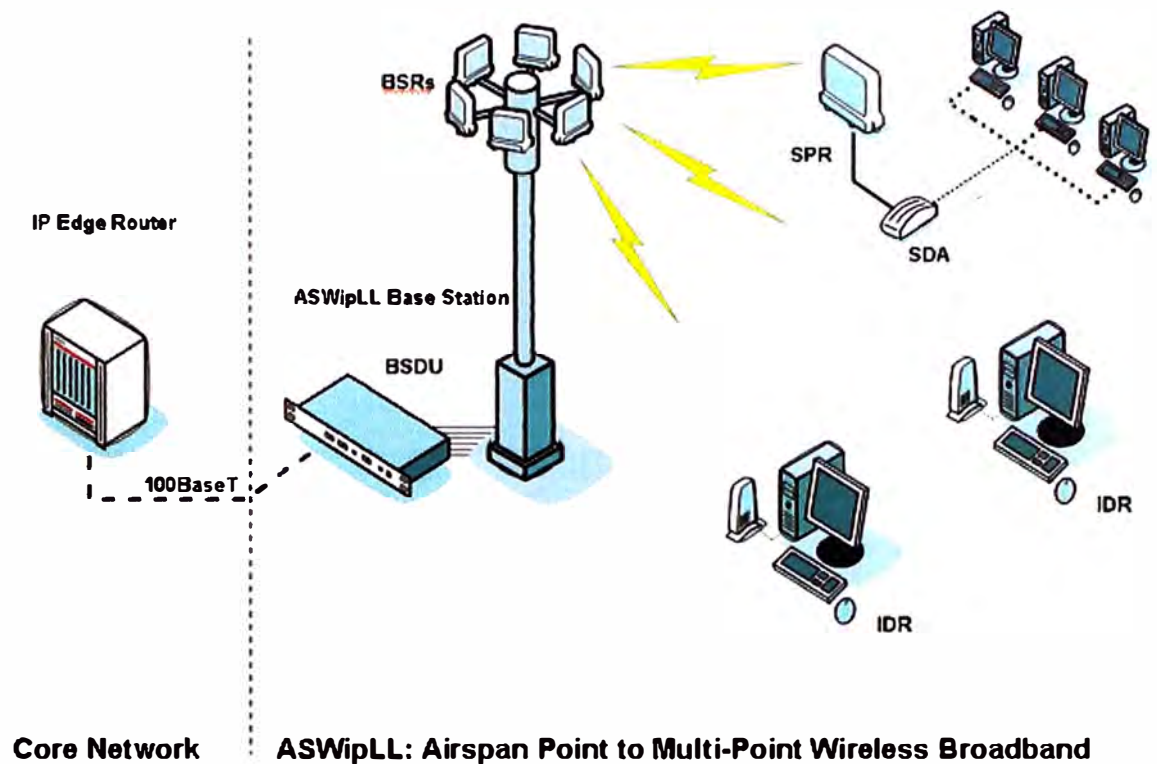 BSRs
SPR
SDA
IP Edge Router
ASWipLL Base Station
BSDU
100BaseT
IDR
IDR
Core Network
ASWipLL: Airspan Point to Multi-Point Wireless Broadband